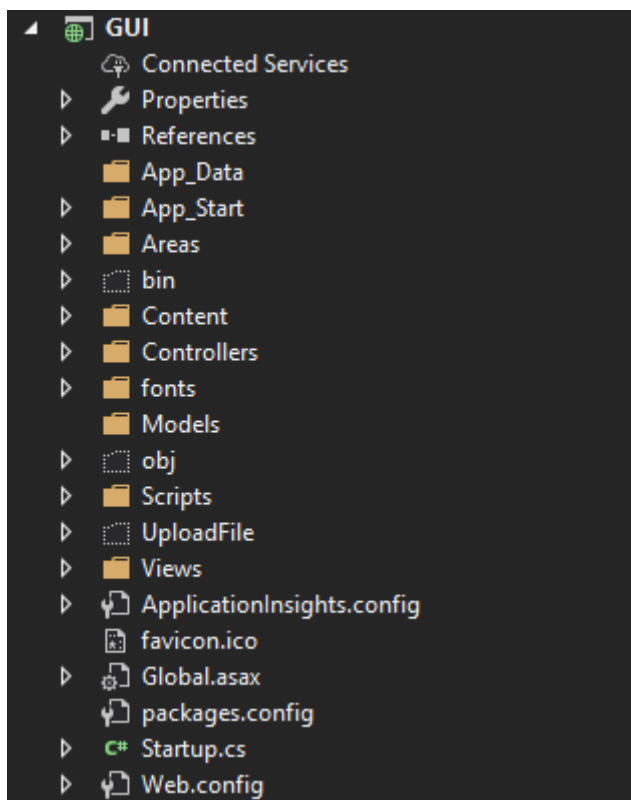 GUI
Connected Services
Properties
References
App_Data
App_Start
Areas
bin
Content
Controllers
fonts
Models
obj
Scripts
UploadFile
Views
ApplicationInsights.config
favicon.ico
Global.asax
packages.config
C# Startup.cs
Web.config